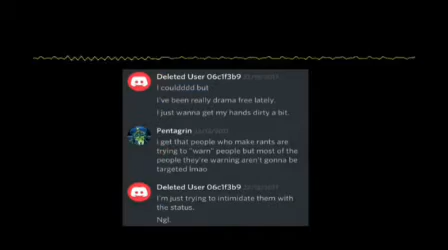 Deleted User 06c1f3b9
I couldddd but
I've been really drama free lately.
I just wanna get my hands dirty a bit.
Pentagrin
i get that people who make rants are
trying to "warn" people but most of the
people they're warning aren't gonna be
targeted lmao
Deleted User 06c1f3b9
I'm just trying to intimidate them with
the status.
Ngl.